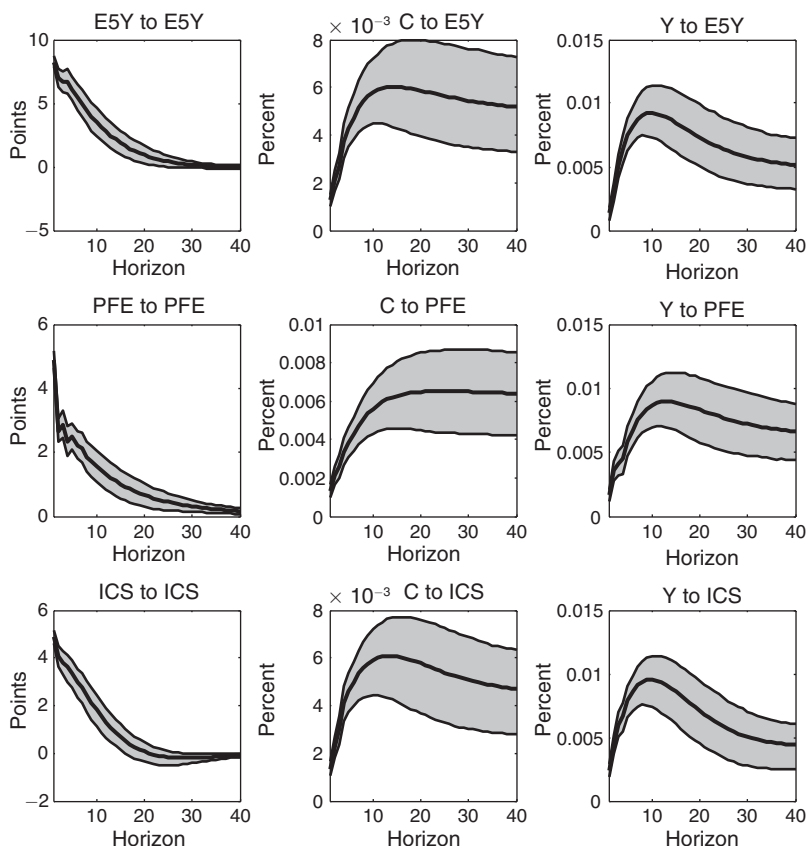 E5Y to E5Y
10
5
0
−5
Points
10 20 30 40
Horizon
× 10⁻³ C to E5Y
8
6
4
2
0
Percent
10 20 30 40
Horizon
Y to E5Y
0.015
0.01
0.005
0
Percent
10 20 30 40
Horizon
PFE to PFE
6
4
2
0
Points
10 20 30 40
Horizon
C to PFE
0.01
0.008
0.006
0.004
0.002
0
Percent
10 20 30 40
Horizon
Y to PFE
0.015
0.01
0.005
0
Percent
10 20 30 40
Horizon
ICS to ICS
6
4
2
0
−2
Points
10 20 30 40
Horizon
× 10⁻³ C to ICS
8
6
4
2
0
Percent
10 20 30 40
Horizon
Y to ICS
0.015
0.01
0.005
0
Percent
10 20 30 40
Horizon